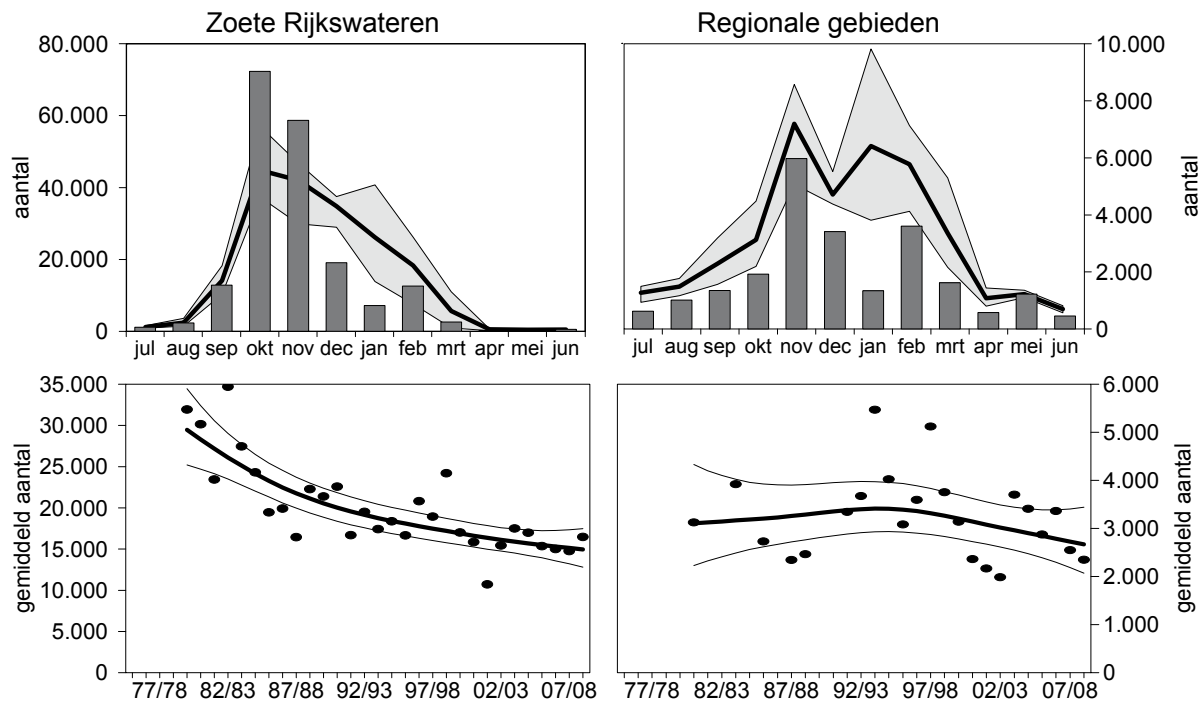 Zoete Rijkswateren
Regionale gebieden
80.000
60.000
40.000
20.000
0
aantal
jul aug sep okt nov dec jan feb mrt apr mei jun
10.000
8.000
6.000
4.000
2.000
0
aantal
jul aug sep okt nov dec jan feb mrt apr mei jun
35.000
30.000
25.000
20.000
15.000
10.000
5.000
0
gemiddeld aantal
77/78 82/83 87/88 92/93 97/98 02/03 07/08
6.000
5.000
4.000
3.000
2.000
1.000
0
gemiddeld aantal
77/78 82/83 87/88 92/93 97/98 02/03 07/08